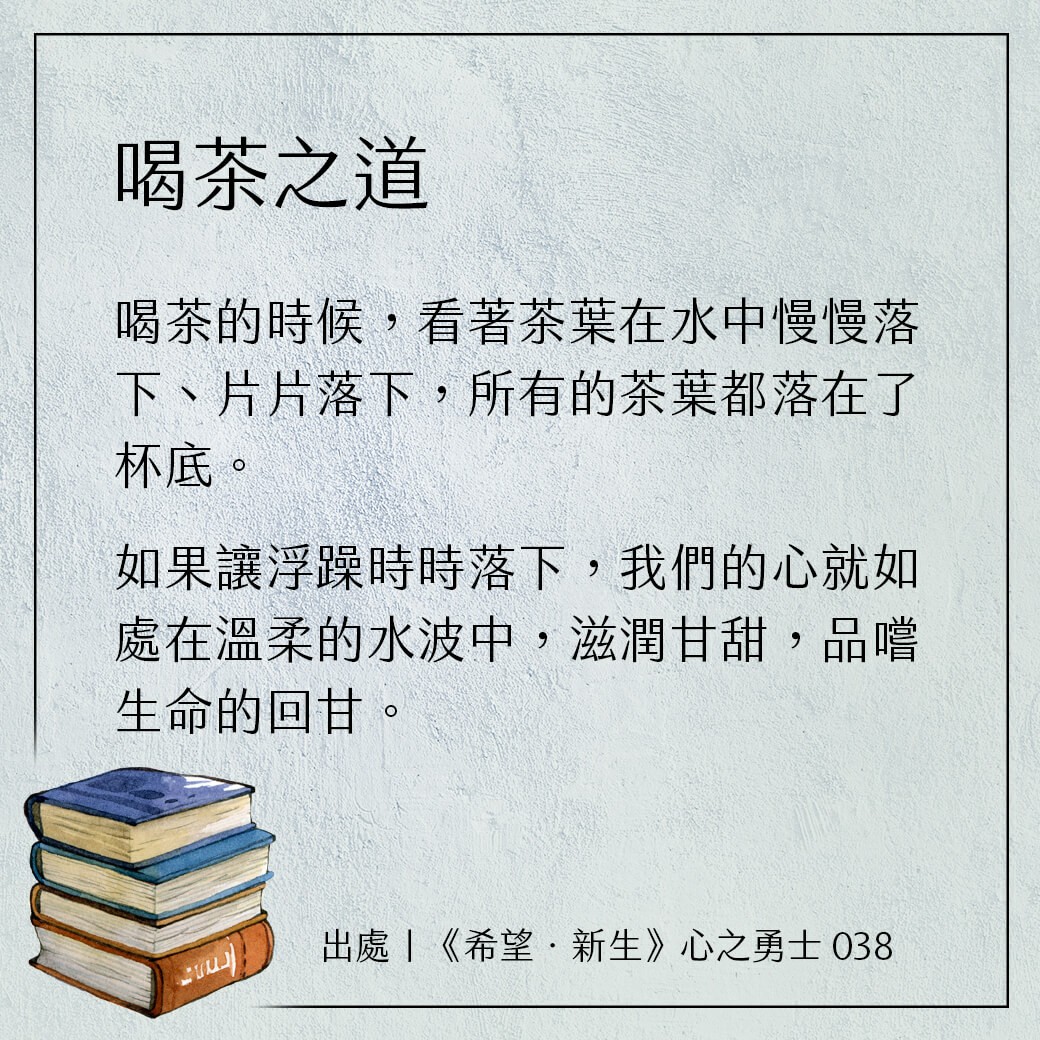 喝茶之道
喝茶的時候，看著茶葉在水中慢慢落
下、片片落下，所有的茶葉都落在了
杯底。
如果讓浮躁時時落下，我們的心就如
處在溫柔的水波中，滋潤甘甜，品嚐
生命的回甘。
出處｜《希望．新生》心之勇士 038